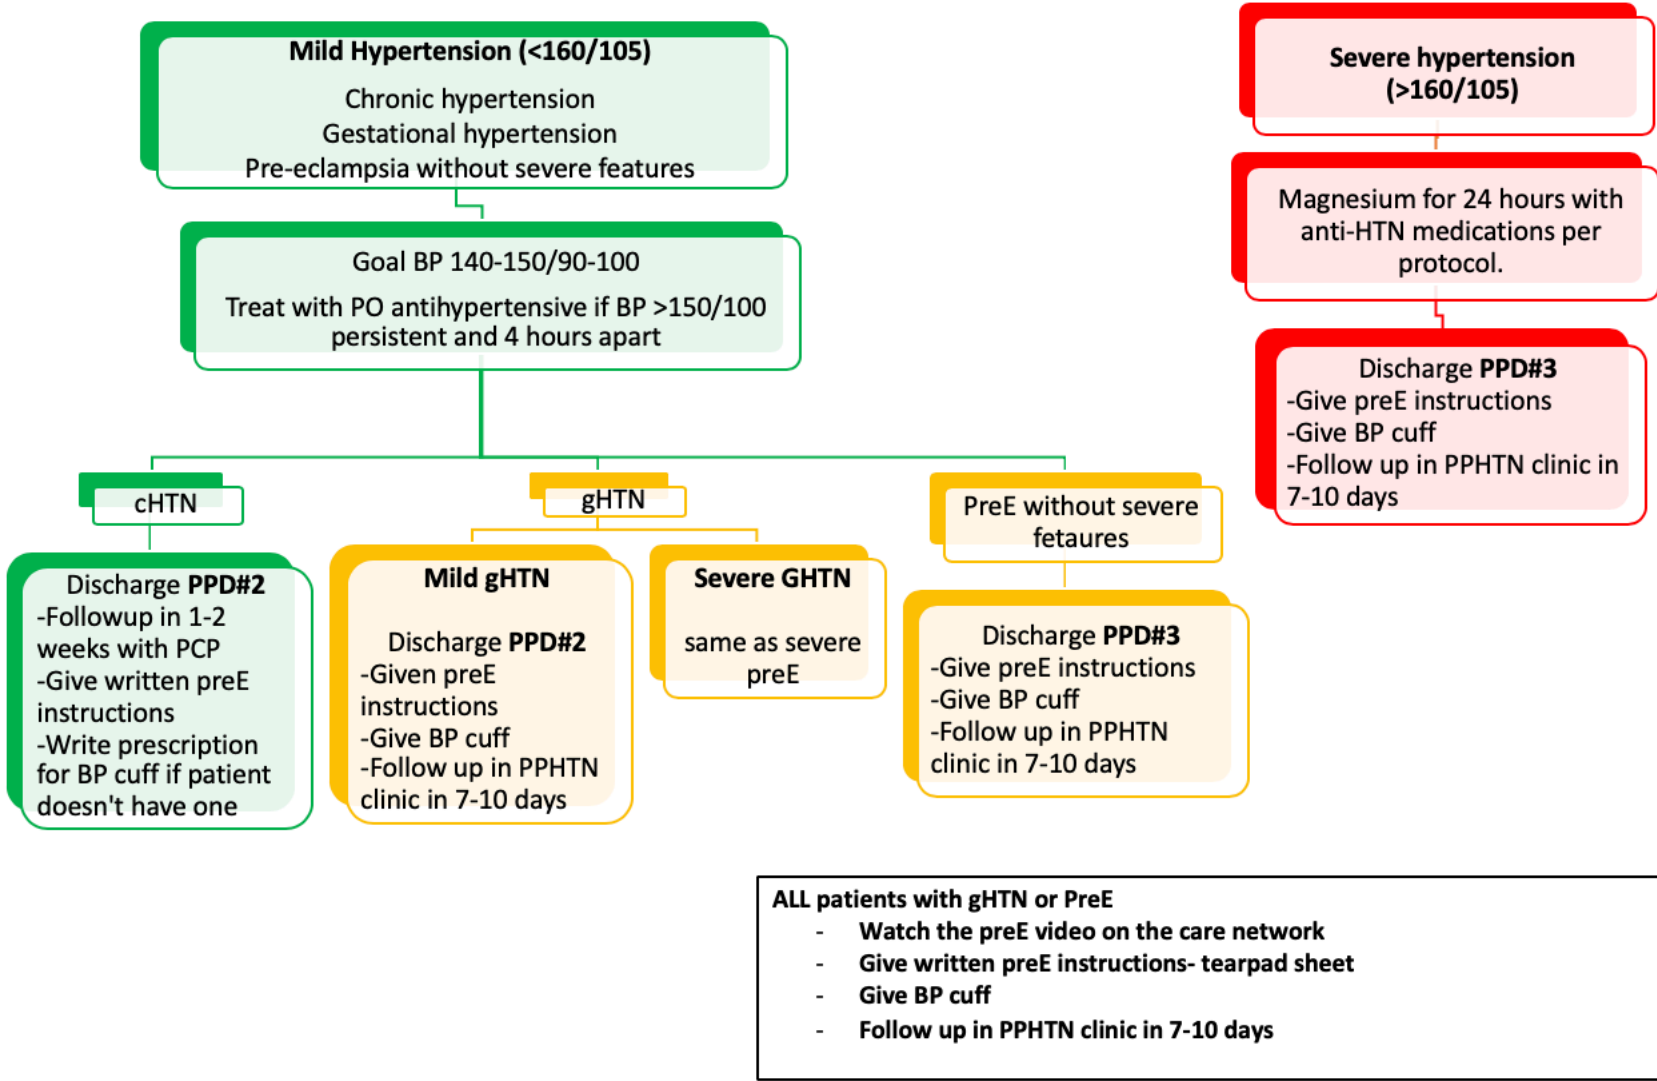 Mild Hypertension (<160/105)
Chronic hypertension
Gestational hypertension
Pre-eclampsia without severe features
Goal BP 140-150/90-100
Treat with PO antihypertensive if BP >150/100
persistent and 4 hours apart
cHTN
Discharge PPD#2
-Followup in 1-2
weeks with PCP
-Give written preE
instructions
-Write prescription
for BP cuff if patient
doesn't have one
gHTN
Mild gHTN
Discharge PPD#2
-Given preE
instructions
-Give BP cuff
-Follow up in PPHTN
clinic in 7-10 days
Severe GHTN
same as severe
preE
PreE without severe
fetaures
Discharge PPD#3
-Give preE instructions
-Give BP cuff
-Follow up in PPHTN
clinic in 7-10 days
Severe hypertension
(>160/105)
Magnesium for 24 hours with
anti-HTN medications per
protocol.
Discharge PPD#3
-Give preE instructions
-Give BP cuff
-Follow up in PPHTN clinic in
7-10 days
ALL patients with gHTN or PreE
- Watch the preE video on the care network
- Give written preE instructions- tearpad sheet
- Give BP cuff
- Follow up in PPHTN clinic in 7-10 days